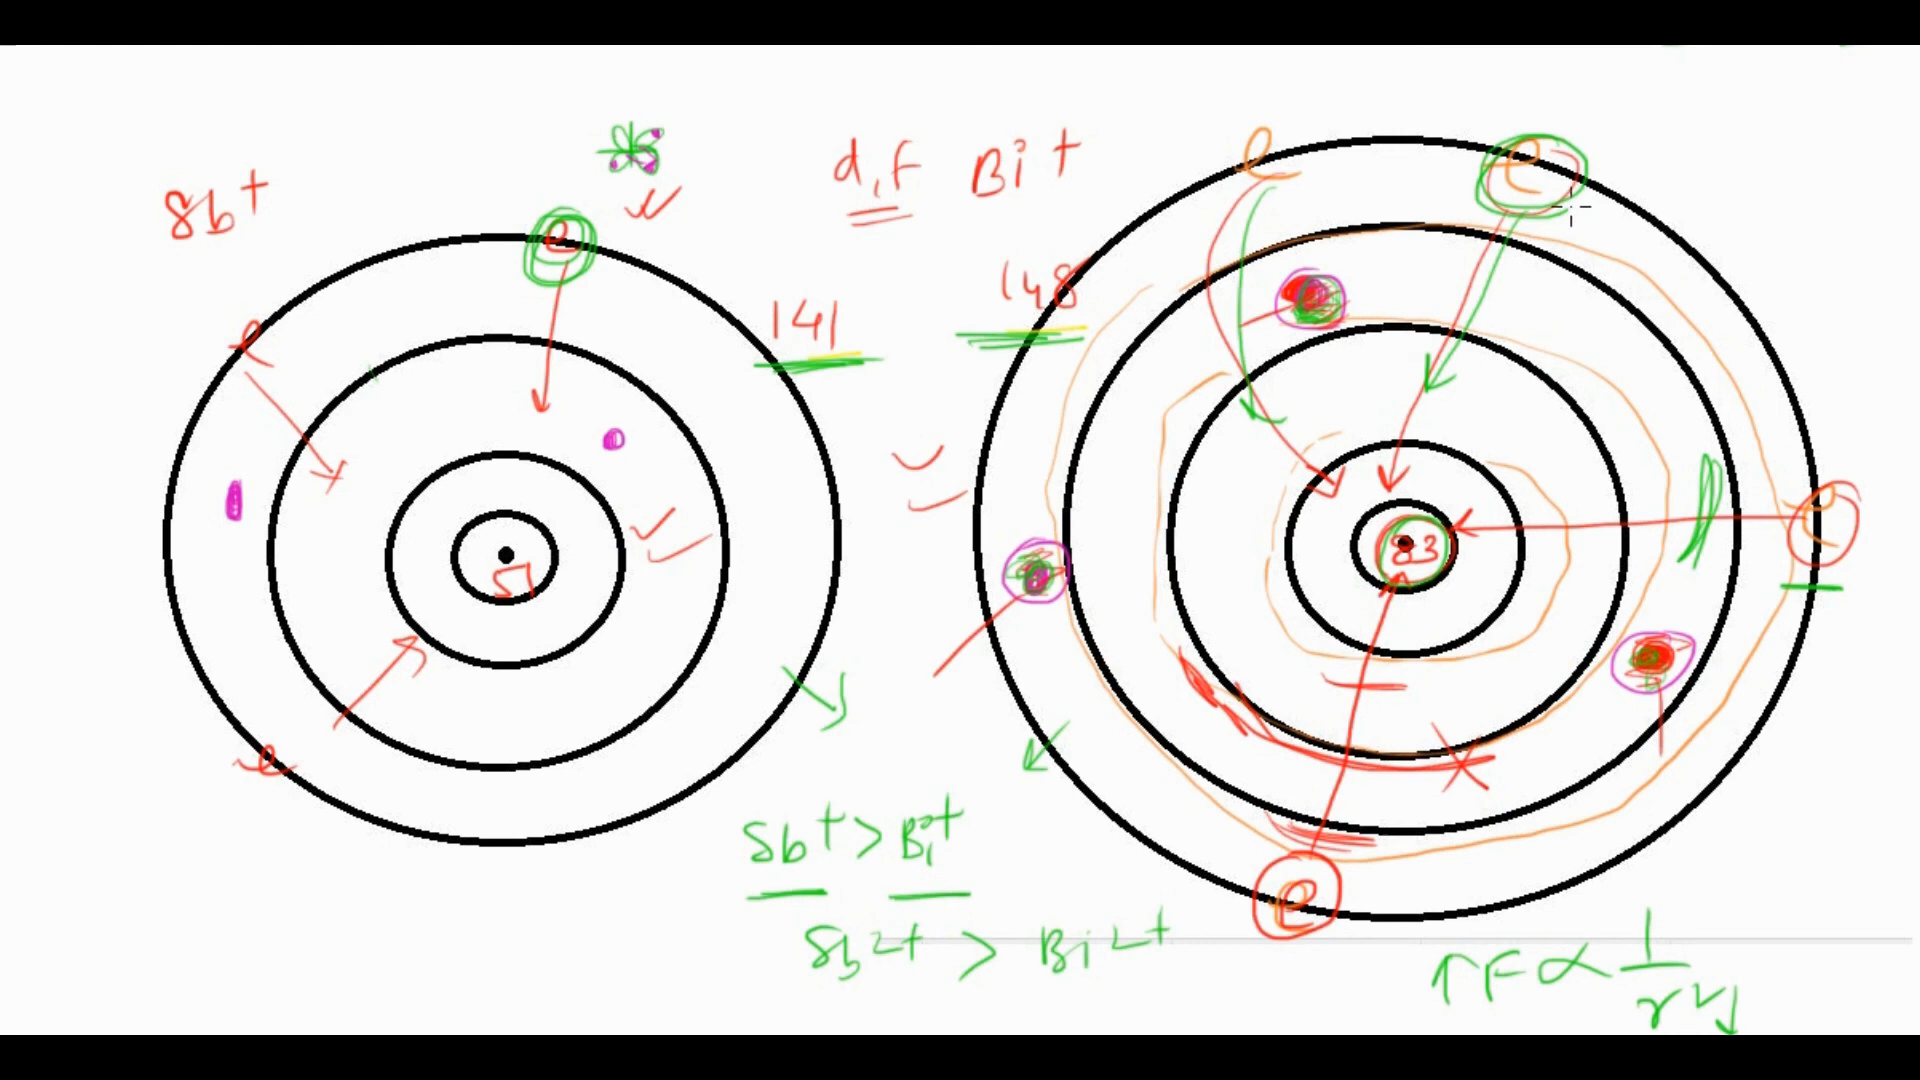 Sb+
d,f Bi+
e
e
e
e
141
148
e
51
83
e
e
Sb+ > Bi+
Sb2+ > Bi2+
↑F ∝ 1/r2↓